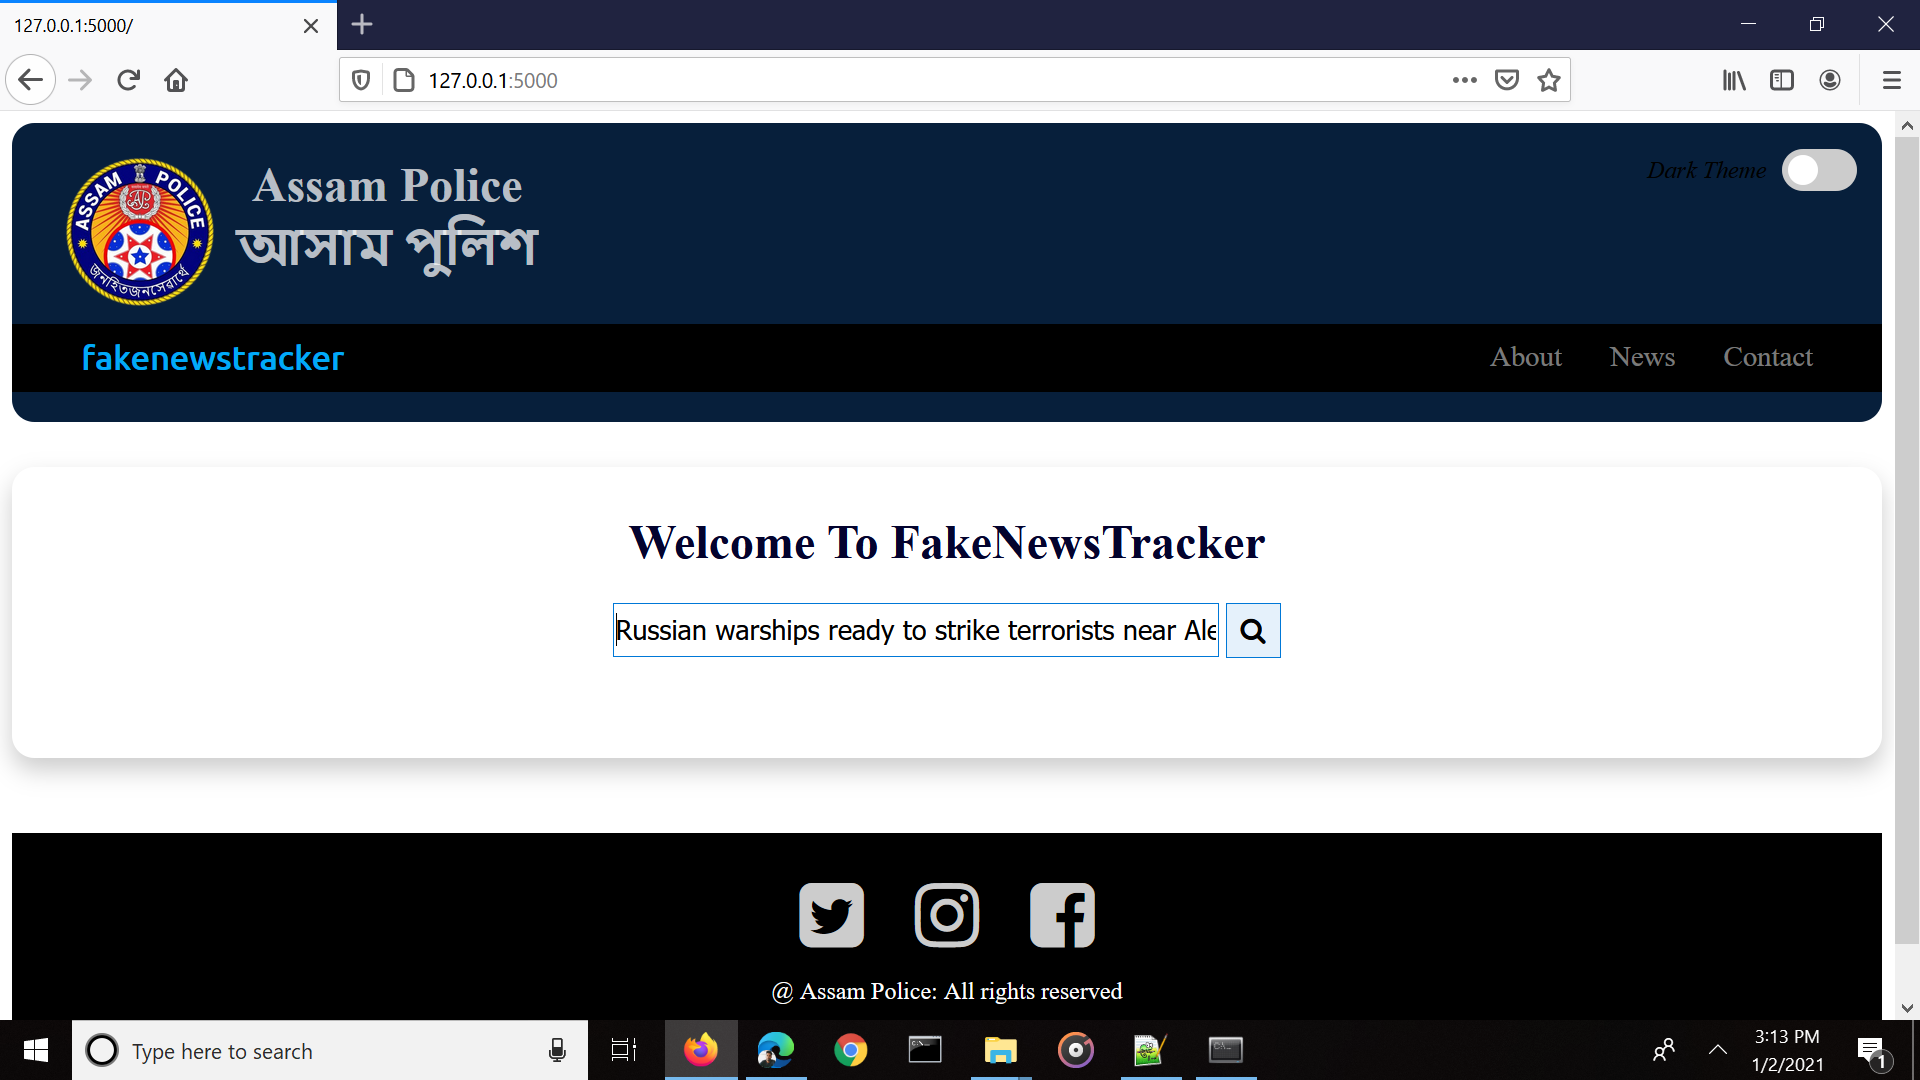 127.0.0.1:5000/
127.0.0.1:5000
ASSAM POLICE
জনহিতজনসেৱাৰ্থে
Assam Police
আসাম পুলিশ
Dark Theme
fakenewstracker
About News Contact
Welcome To FakeNewsTracker
Russian warships ready to strike terrorists near Ale
@ Assam Police: All rights reserved
Type here to search
3:13 PM
1/2/2021
1